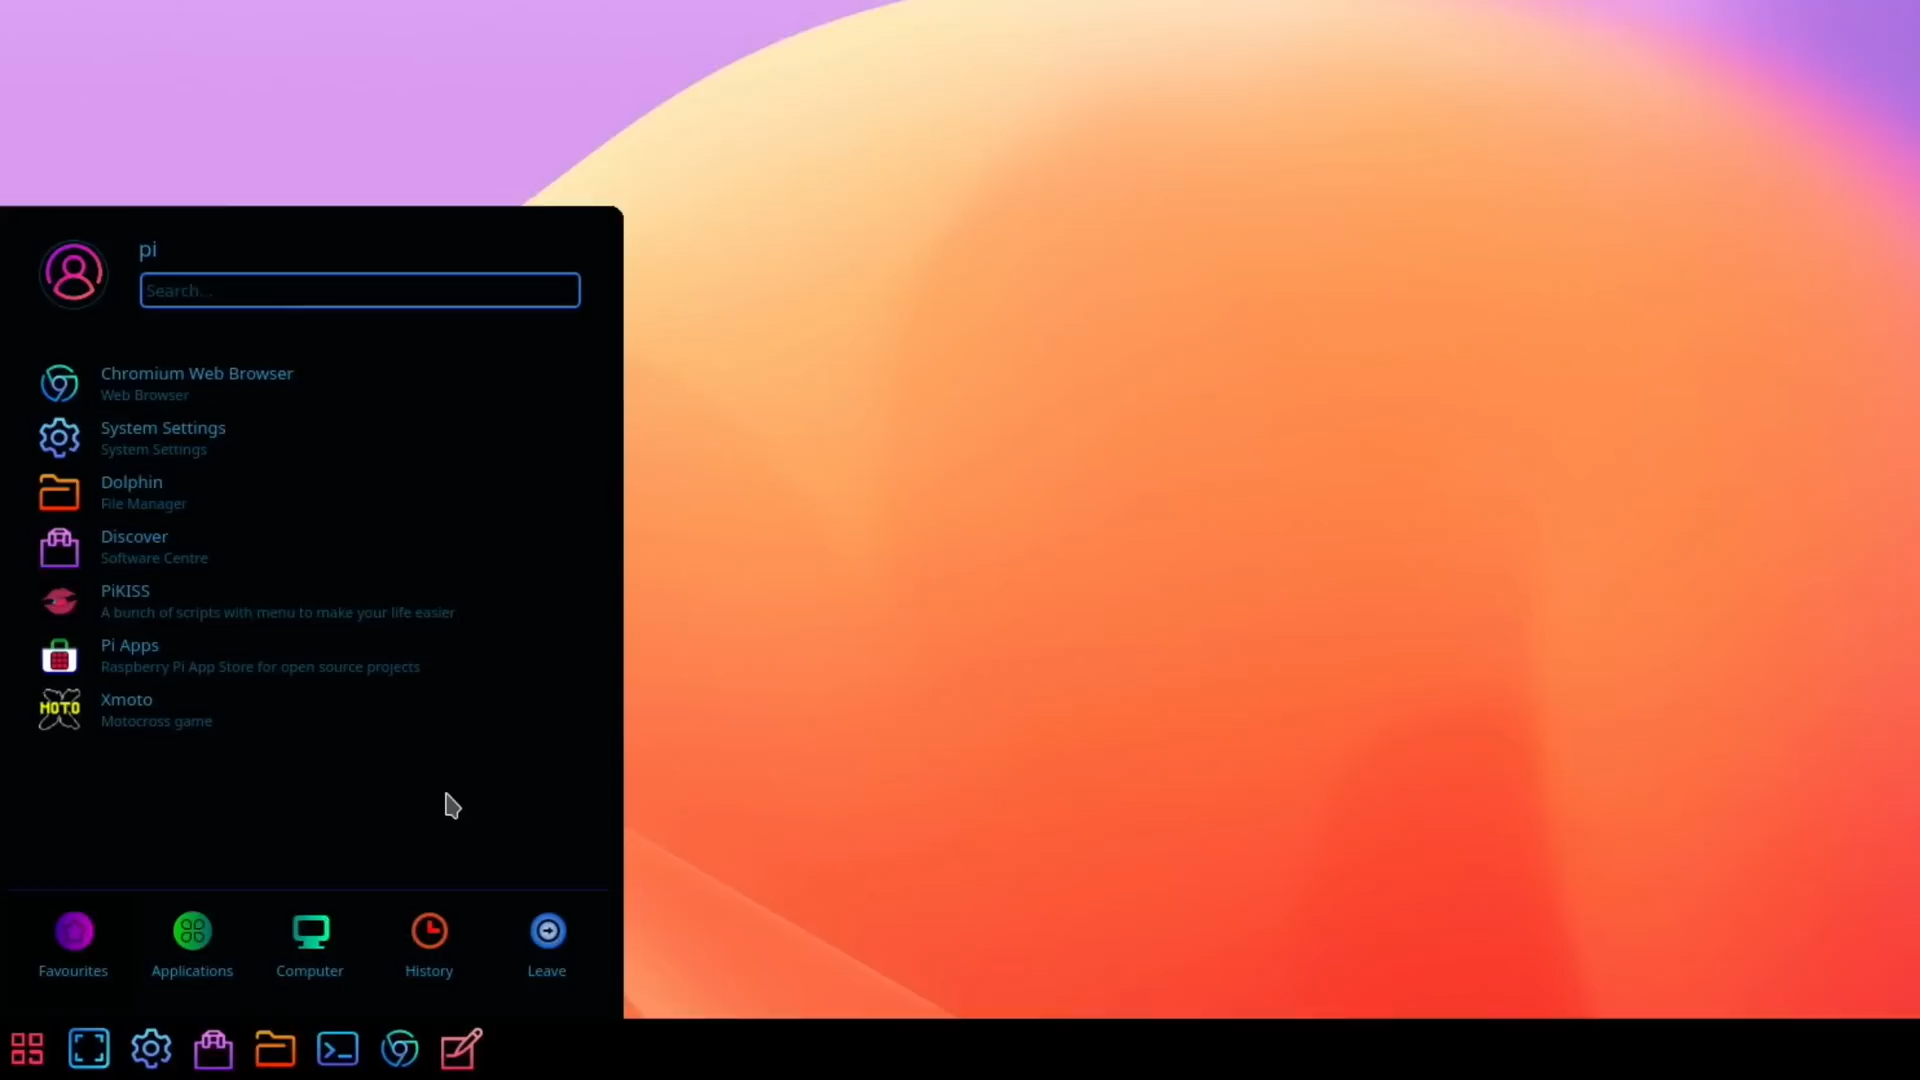 pi
Search...
Chromium Web Browser
Web Browser
System Settings
System Settings
Dolphin
File Manager
Discover
Software Centre
PiKISS
A bunch of scripts with menu to make your life easier
Pi Apps
Raspberry Pi App Store for open source projects
MOTO
Xmoto
Motocross game
Favourites
Applications
Computer
History
Leave